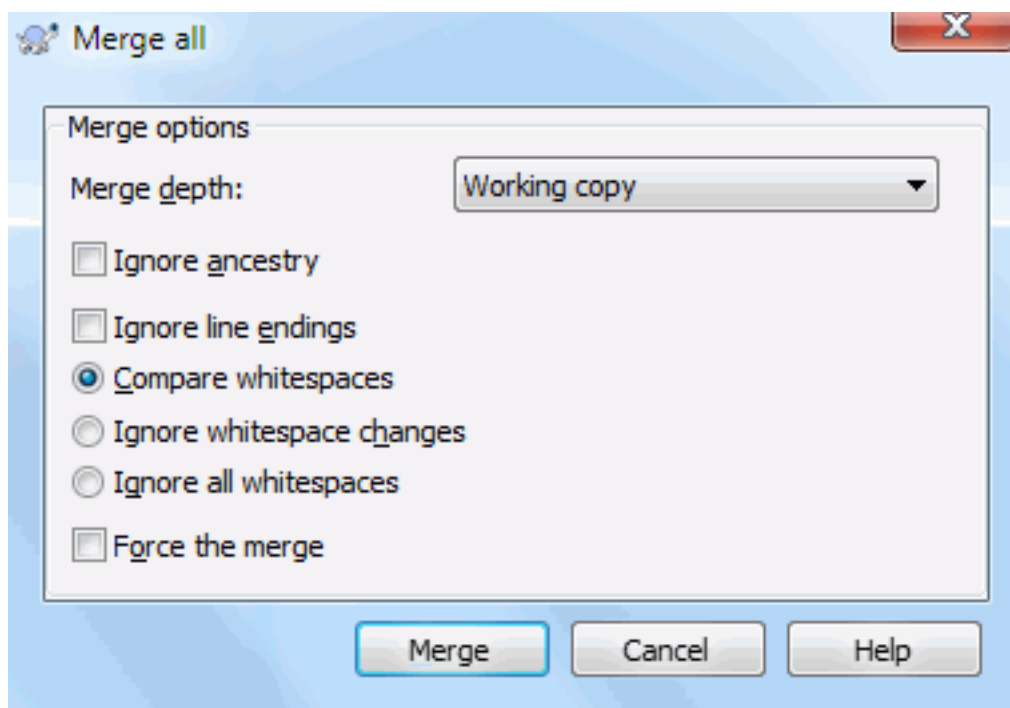 Merge all
Merge options
Merge depth: Working copy
Ignore ancestry
Ignore line endings
Compare whitespaces
Ignore whitespace changes
Ignore all whitespaces
Force the merge
Merge Cancel Help